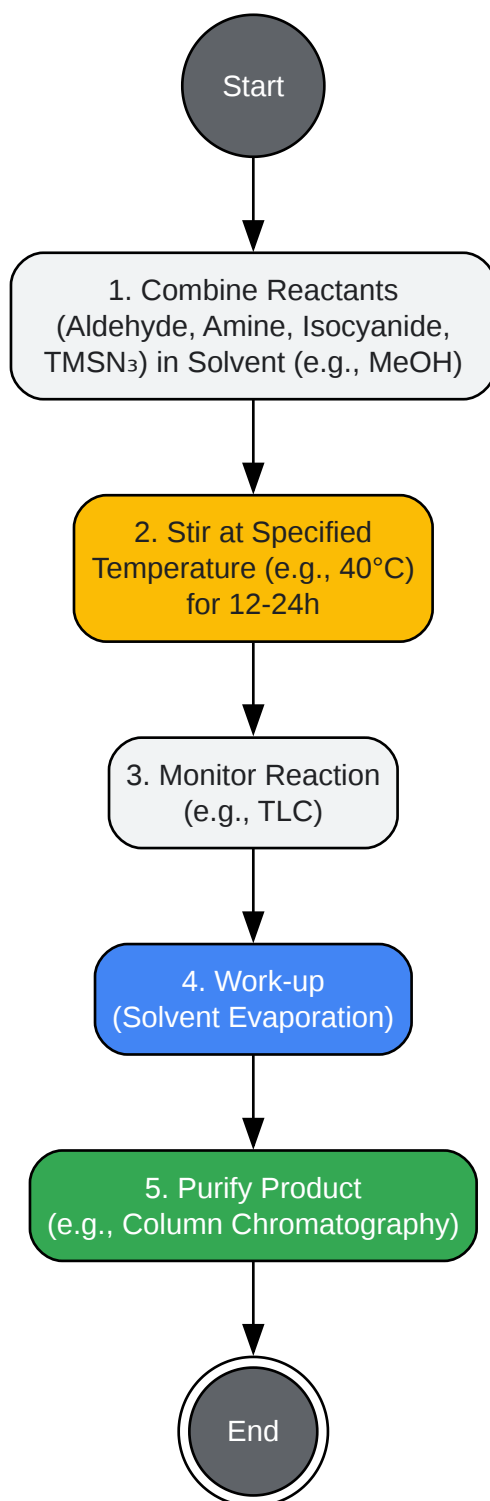 Start
1. Combine Reactants
(Aldehyde, Amine, Isocyanide,
TMSN₃) in Solvent (e.g., MeOH)
2. Stir at Specified
Temperature (e.g., 40°C)
for 12-24h
3. Monitor Reaction
(e.g., TLC)
4. Work-up
(Solvent Evaporation)
5. Purify Product
(e.g., Column Chromatography)
End